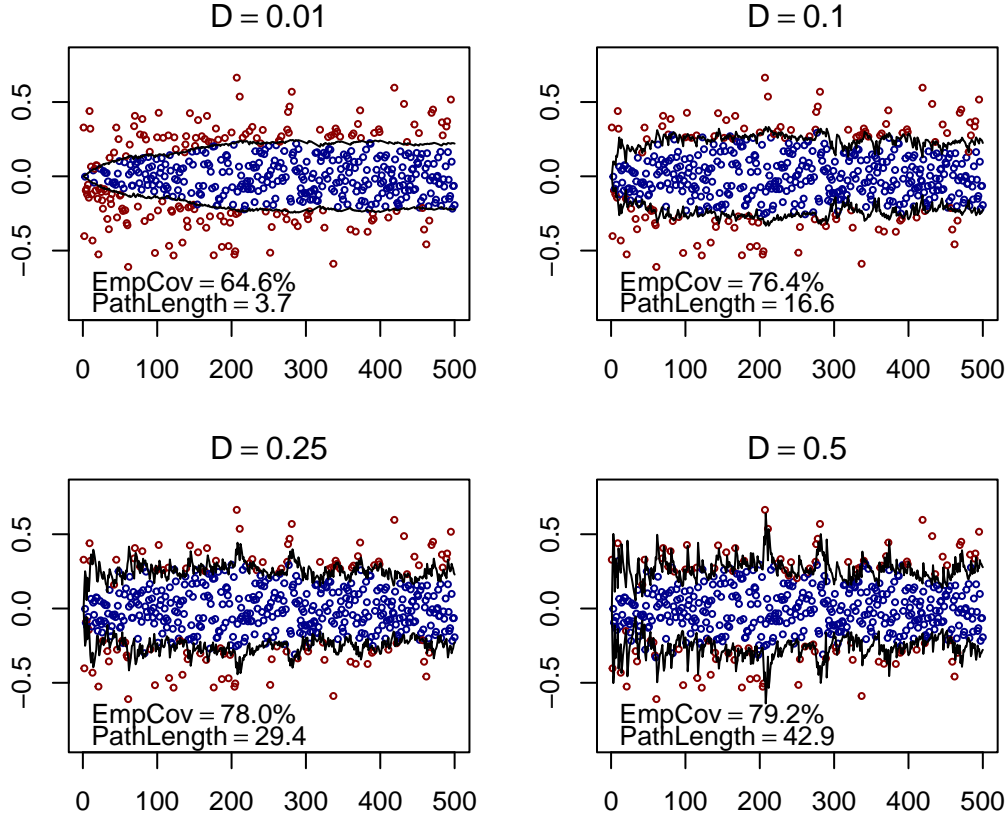 D = 0.01
0.5
0.0
−0.5
EmpCov = 64.6%
PathLength = 3.7
0 100 200 300 400 500
D = 0.1
0.5
0.0
−0.5
EmpCov = 76.4%
PathLength = 16.6
0 100 200 300 400 500
D = 0.25
0.5
0.0
−0.5
EmpCov = 78.0%
PathLength = 29.4
0 100 200 300 400 500
D = 0.5
0.5
0.0
−0.5
EmpCov = 79.2%
PathLength = 42.9
0 100 200 300 400 500